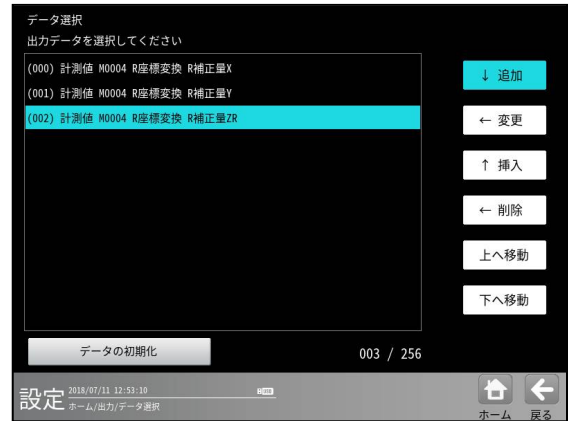 データ選択
出力データを選択してください
(000) 計測値 M0004 R座標変換 R補正量X
(001) 計測値 M0004 R座標変換 R補正量Y
(002) 計測値 M0004 R座標変換 R補正量ZR
↓ 追加
← 変更
↑ 挿入
← 削除
上へ移動
下へ移動
データの初期化
003 / 256
設定
2018/07/11 12:53:10
ホーム/出力/データ選択
ホーム
戻る